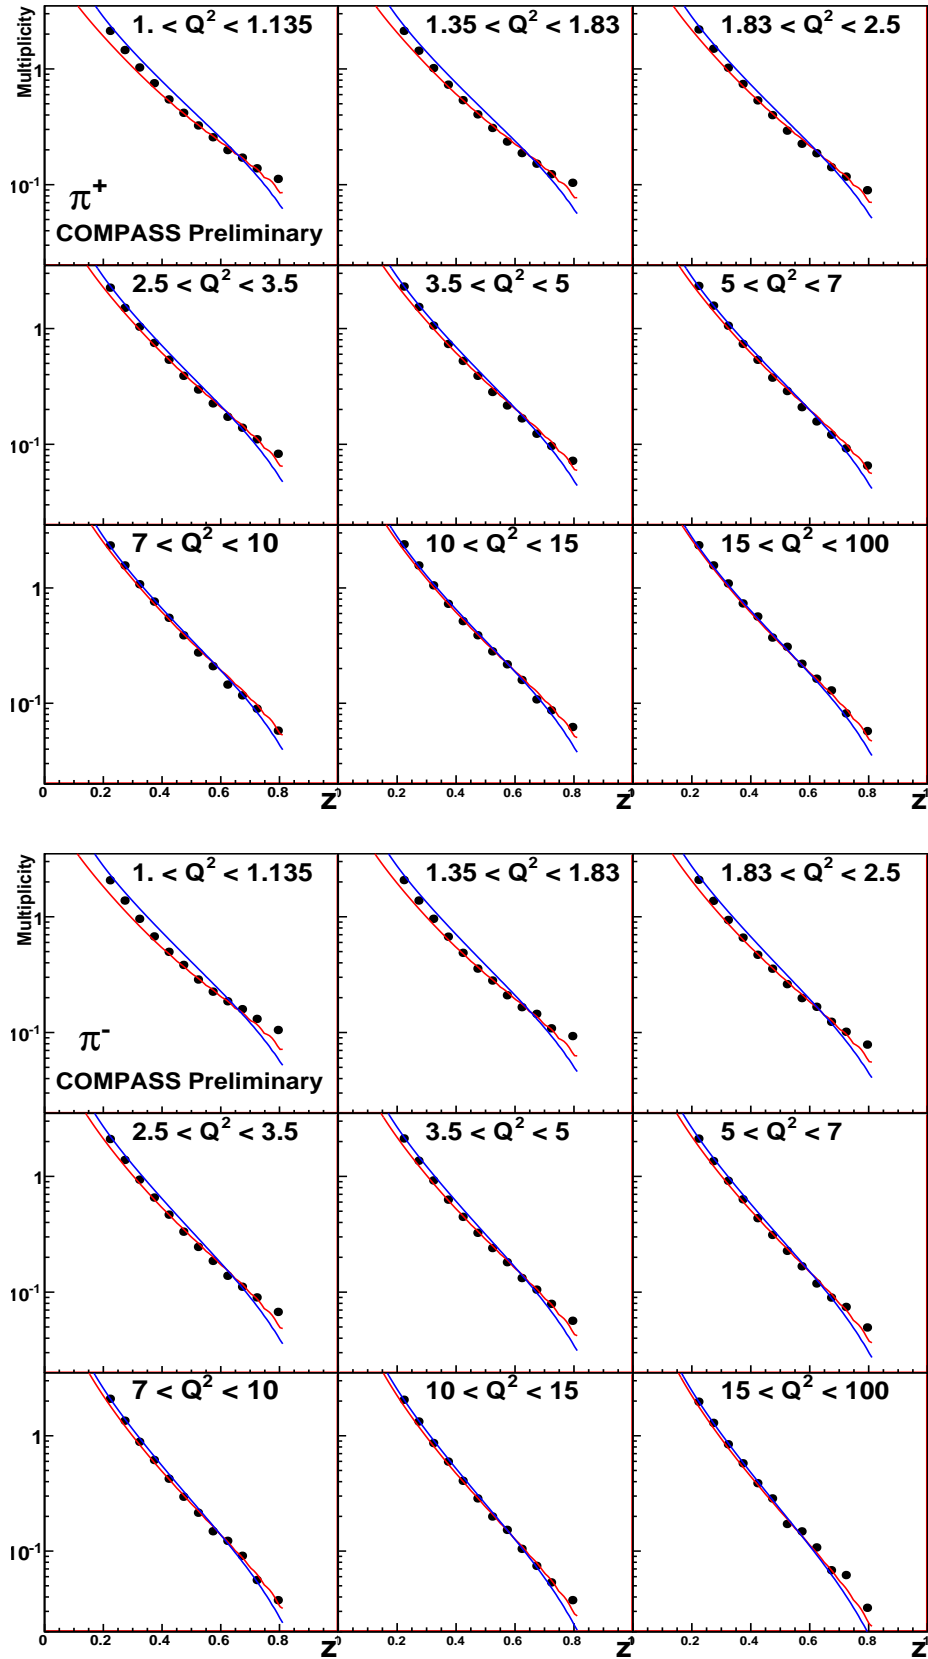 Multiplicity
1. < Q² < 1.135
1.35 < Q² < 1.83
1.83 < Q² < 2.5
1
10⁻¹
π⁺
COMPASS Preliminary
2.5 < Q² < 3.5
3.5 < Q² < 5
5 < Q² < 7
1
10⁻¹
7 < Q² < 10
10 < Q² < 15
15 < Q² < 100
1
10⁻¹
0 0.2 0.4 0.6 0.8 z 0.2 0.4 0.6 0.8 z 0.2 0.4 0.6 0.8 z
Multiplicity
1. < Q² < 1.135
1.35 < Q² < 1.83
1.83 < Q² < 2.5
1
10⁻¹
π⁻
COMPASS Preliminary
2.5 < Q² < 3.5
3.5 < Q² < 5
5 < Q² < 7
1
10⁻¹
7 < Q² < 10
10 < Q² < 15
15 < Q² < 100
1
10⁻¹
0 0.2 0.4 0.6 0.8 z 0.2 0.4 0.6 0.8 z 0.2 0.4 0.6 0.8 z